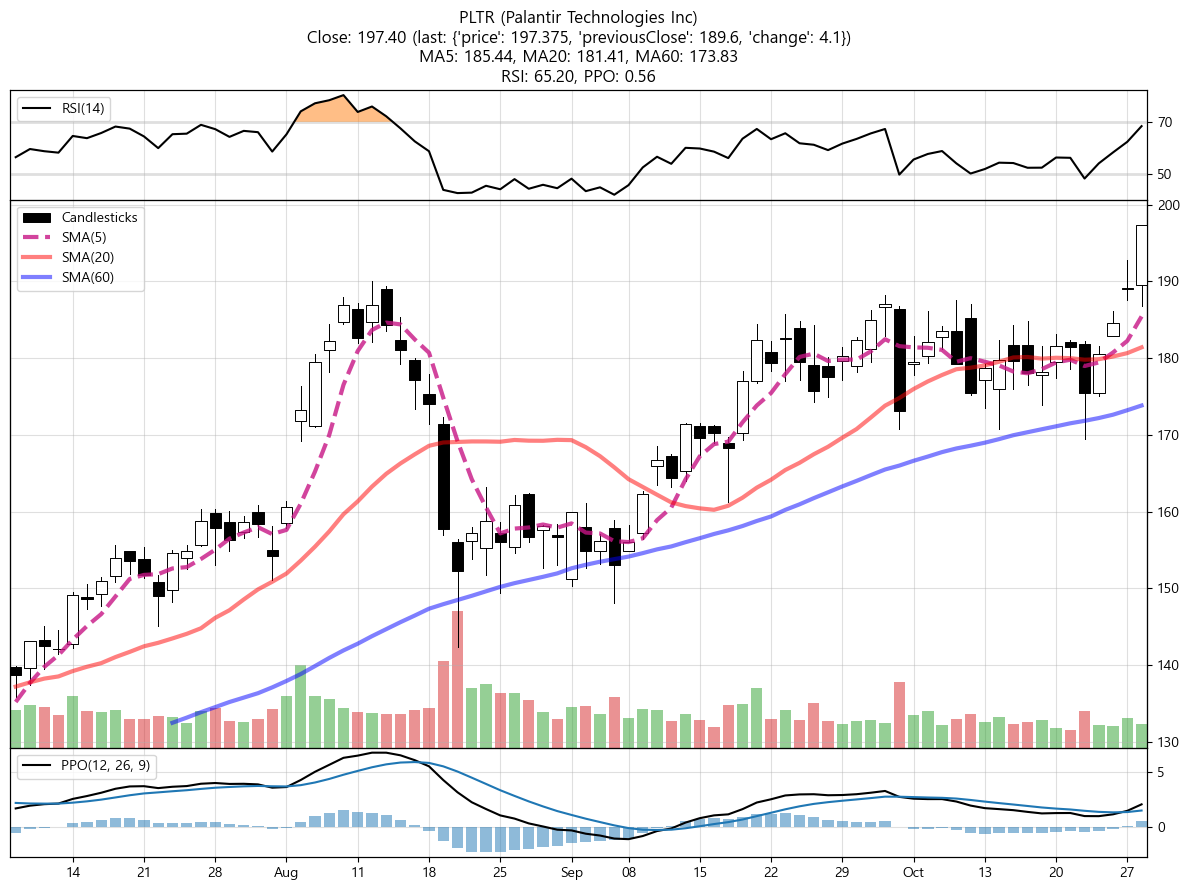 PLTR (Palantir Technologies Inc)
Close: 197.40 (last: {'price': 197.375, 'previousClose': 189.6, 'change': 4.1})
MA5: 185.44, MA20: 181.41, MA60: 173.83
RSI: 65.20, PPO: 0.56
RSI(14)
70
50
Candlesticks
SMA(5)
SMA(20)
SMA(60)
200
190
180
170
160
150
140
130
PPO(12, 26, 9)
5
0
14 21 28 Aug 11 18 25 Sep 08 15 22 29 Oct 13 20 27